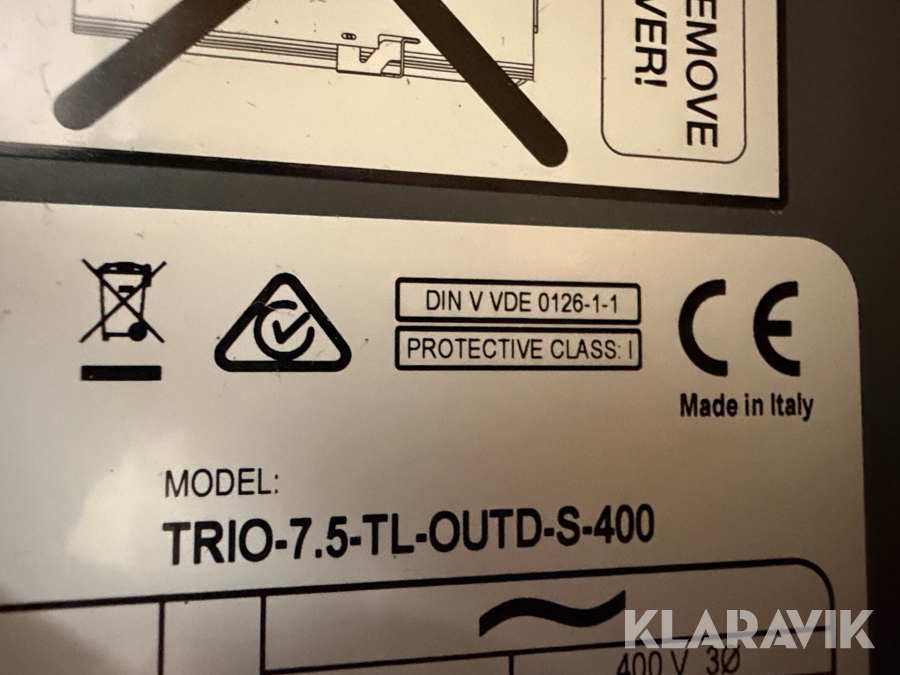 EMOVE
VER!
DIN V VDE 0126-1-1
PROTECTIVE CLASS: I
CE
Made in Italy
MODEL:
TRIO-7.5-TL-OUTD-S-400
KLARAVIK
400 V 3Ø